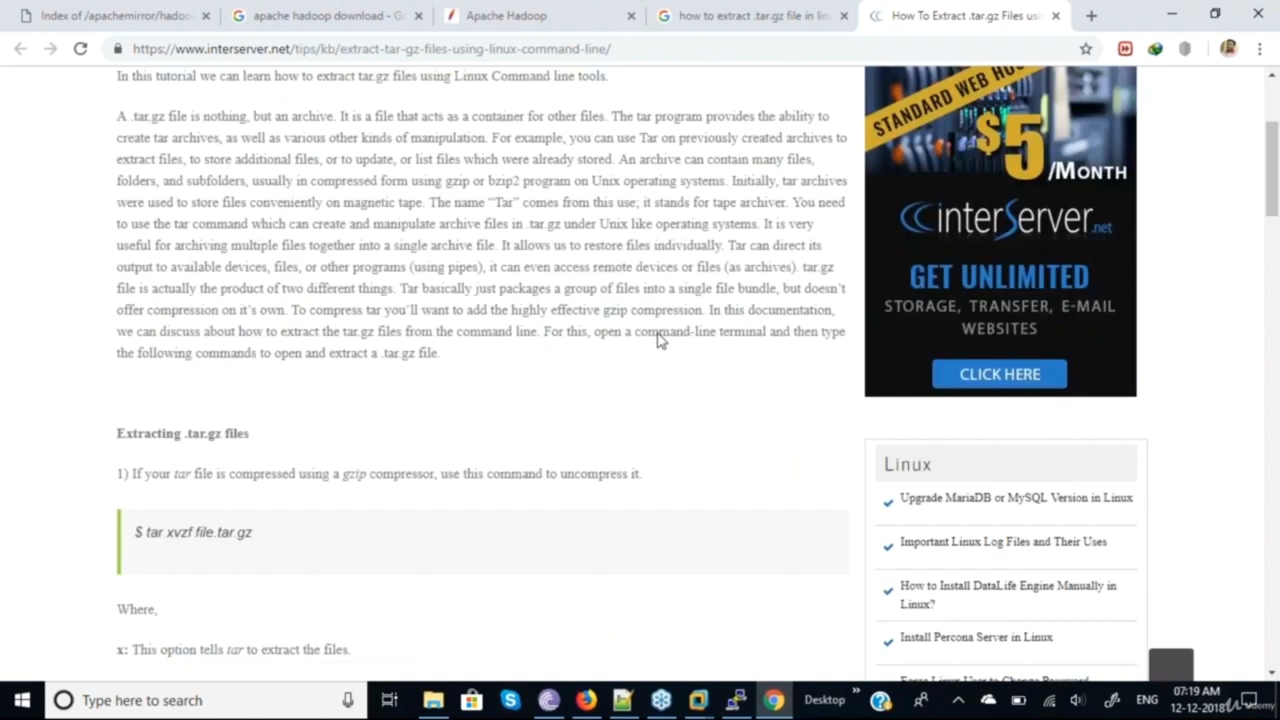 Index of /apachemirror/hadoo
apache hadoop download - G
Apache Hadoop
how to extract .tar.gz file in lin
How To Extract .tar.gz Files usi
https://www.interserver.net/tips/kb/extract-tar-gz-files-using-linux-command-line/
In this tutorial we can learn how to extract tar.gz files using Linux Command line tools.
A .tar.gz file is nothing, but an archive. It is a file that acts as a container for other files. The tar program provides the ability to
create tar archives, as well as various other kinds of manipulation. For example, you can use Tar on previously created archives to
extract files, to store additional files, or to update, or list files which were already stored. An archive can contain many files,
folders, and subfolders, usually in compressed form using gzip or bzip2 program on Unix operating systems. Initially, tar archives
were used to store files conveniently on magnetic tape. The name “Tar” comes from this use; it stands for tape archiver. You need
to use the tar command which can create and manipulate archive files in .tar.gz under Unix like operating systems. It is very
useful for archiving multiple files together into a single archive file. It allows us to restore files individually. Tar can direct its
output to available devices, files, or other programs (using pipes), it can even access remote devices or files (as archives). tar.gz
file is actually the product of two different things. Tar basically just packages a group of files into a single file bundle, but doesn’t
offer compression on it’s own. To compress tar you’ll want to add the highly effective gzip compression. In this documentation,
we can discuss about how to extract the tar.gz files from the command line. For this, open a command-line terminal and then type
the following commands to open and extract a .tar.gz file.
Extracting .tar.gz files
1) If your tar file is compressed using a gzip compressor, use this command to uncompress it.
$ tar xvzf file.tar.gz
Where,
x: This option tells tar to extract the files.
STANDARD WEB HO
$5
/MONTH
interServer.net
GET UNLIMITED
STORAGE, TRANSFER, E-MAIL
WEBSITES
CLICK HERE
Linux
Upgrade MariaDB or MySQL Version in Linux
Important Linux Log Files and Their Uses
How to Install DataLife Engine Manually in
Linux?
Install Percona Server in Linux
Force Linux User to Change Password
Type here to search
Desktop
ENG
07:19 AM
12-12-2018
Udemy